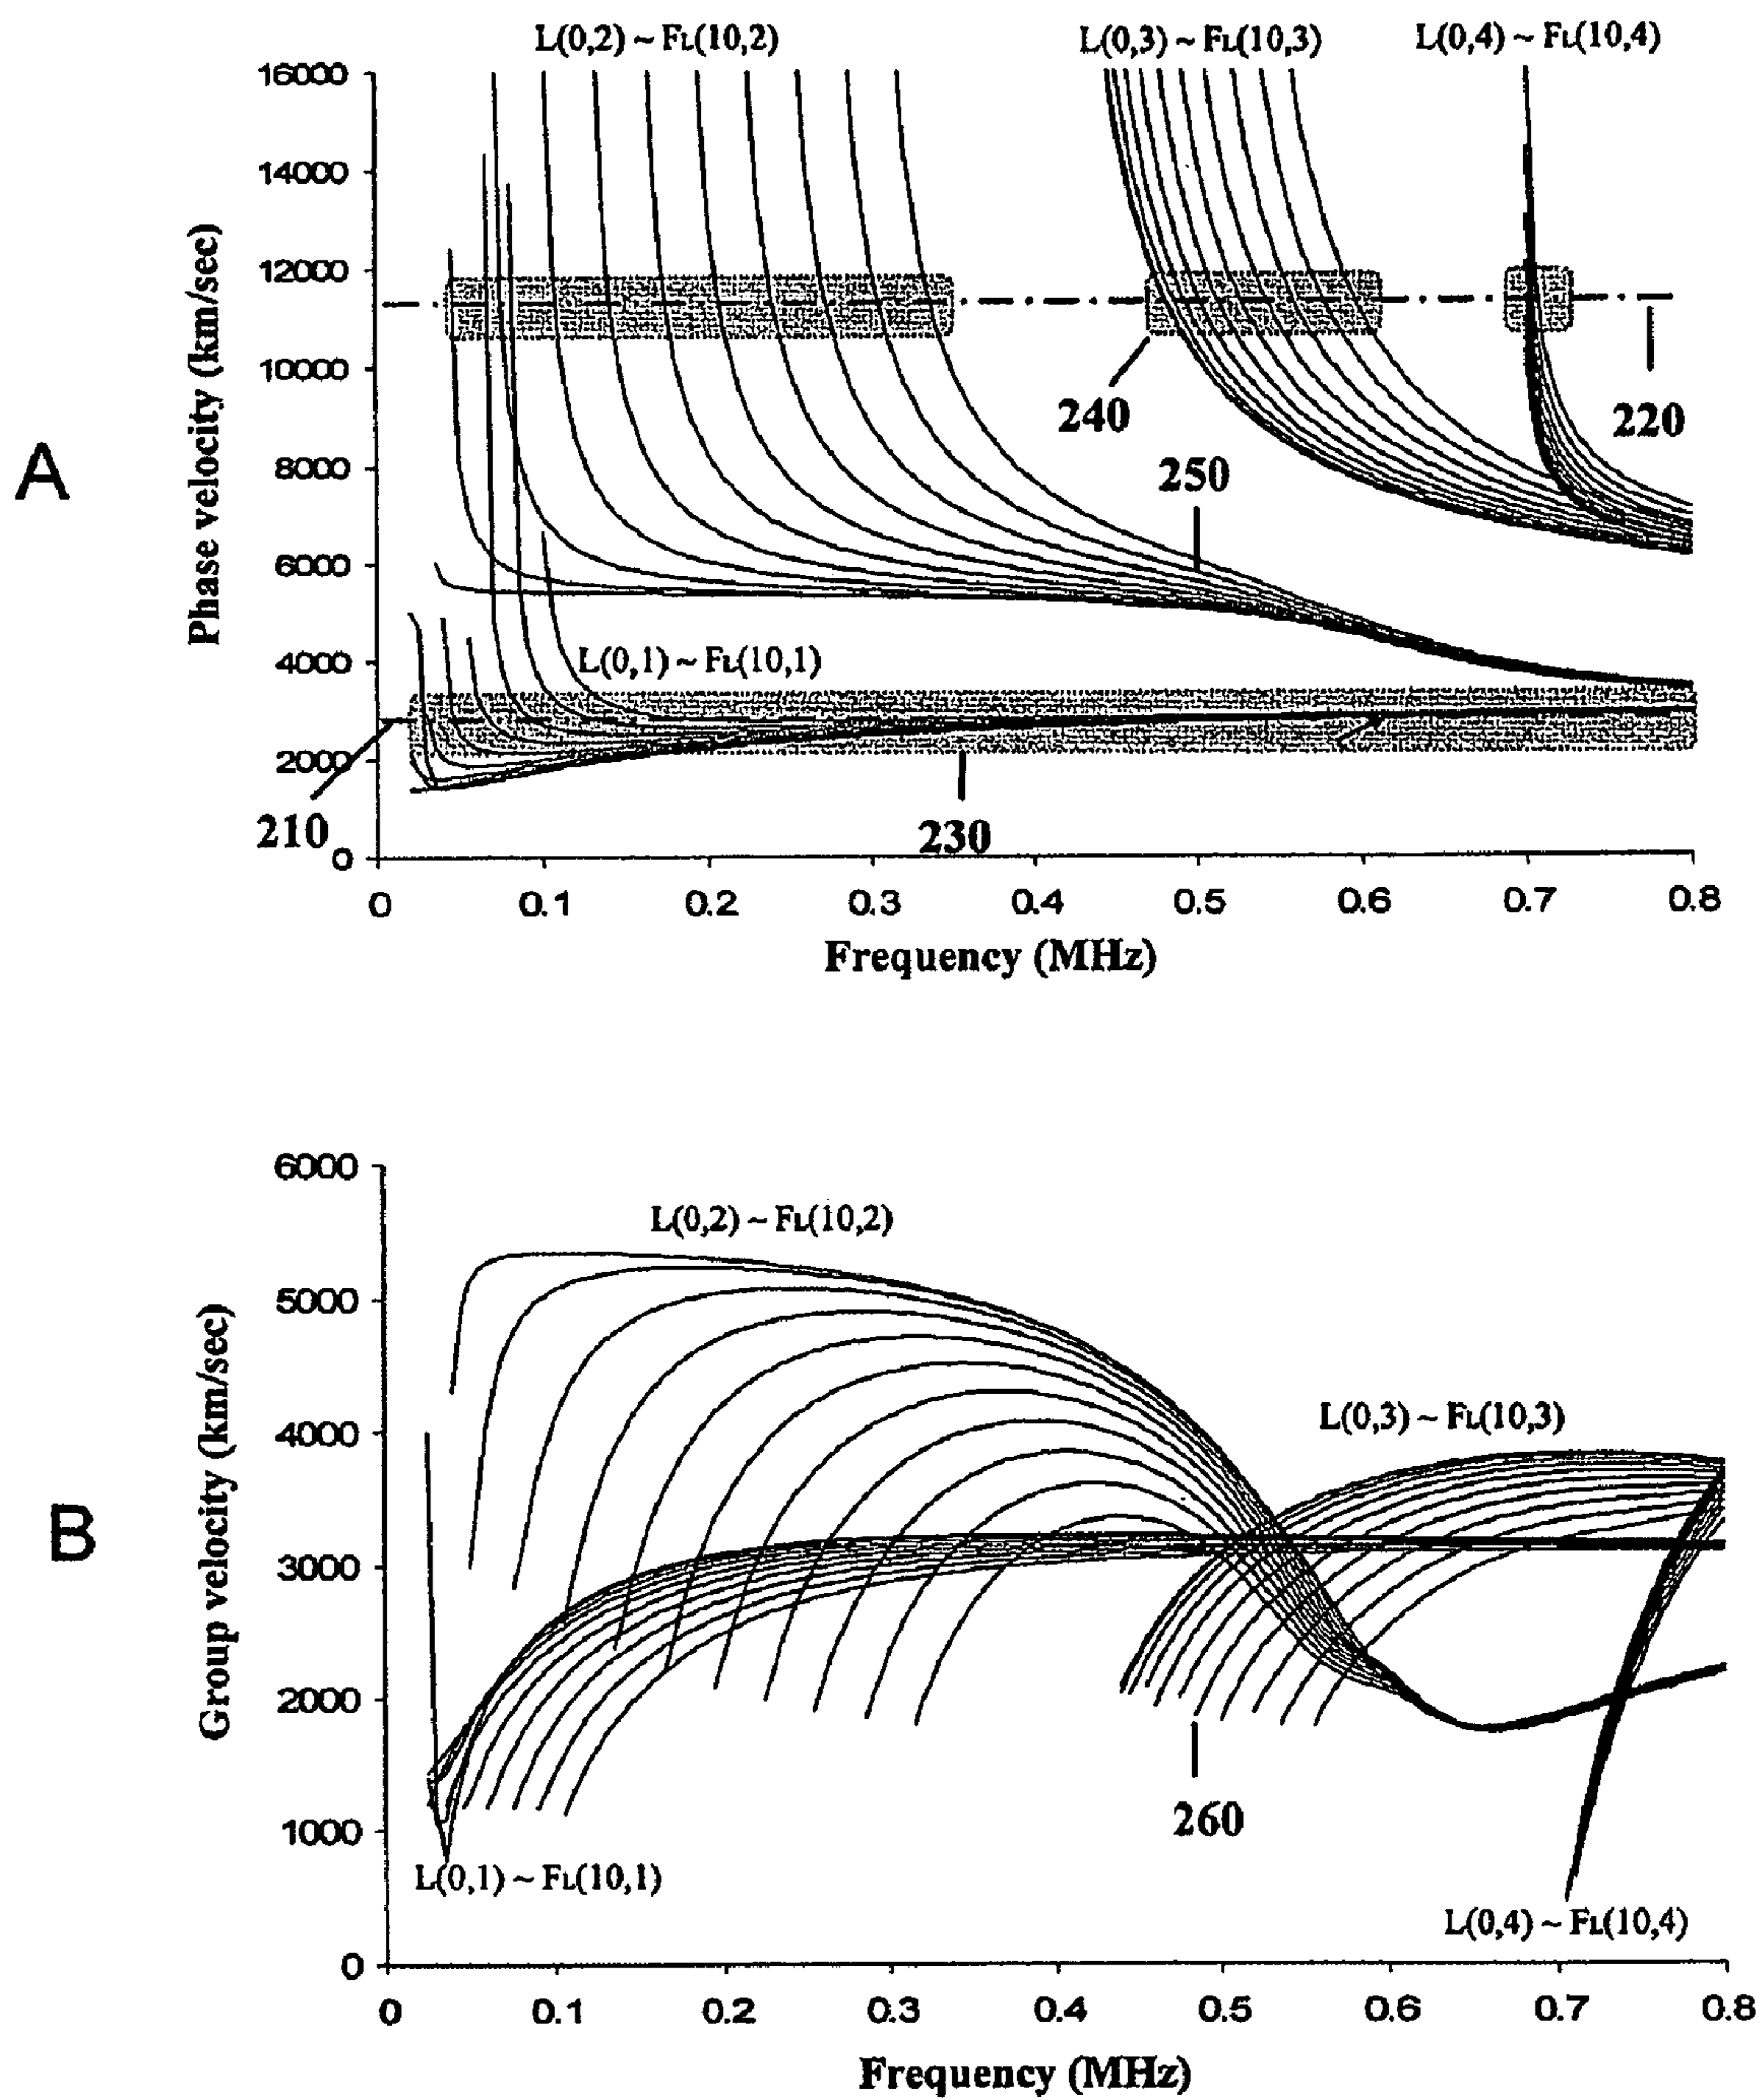 L(0,2) ~ FL(10,2)
L(0,3) ~ FL(10,3)
L(0,4) ~ FL(10,4)
16000
14000
12000
10000
8000
6000
4000
2000
0
A
Phase velocity (km/sec)
240
220
250
L(0,1) ~ FL(10,1)
210
230
0
0.1
0.2
0.3
0.4
0.5
0.6
0.7
0.8
Frequency (MHz)
6000
5000
4000
3000
2000
1000
0
B
Group velocity (km/sec)
L(0,2) ~ FL(10,2)
L(0,3) ~ FL(10,3)
260
L(0,1) ~ FL(10,1)
L(0,4) ~ FL(10,4)
0
0.1
0.2
0.3
0.4
0.5
0.6
0.7
0.8
Frequency (MHz)